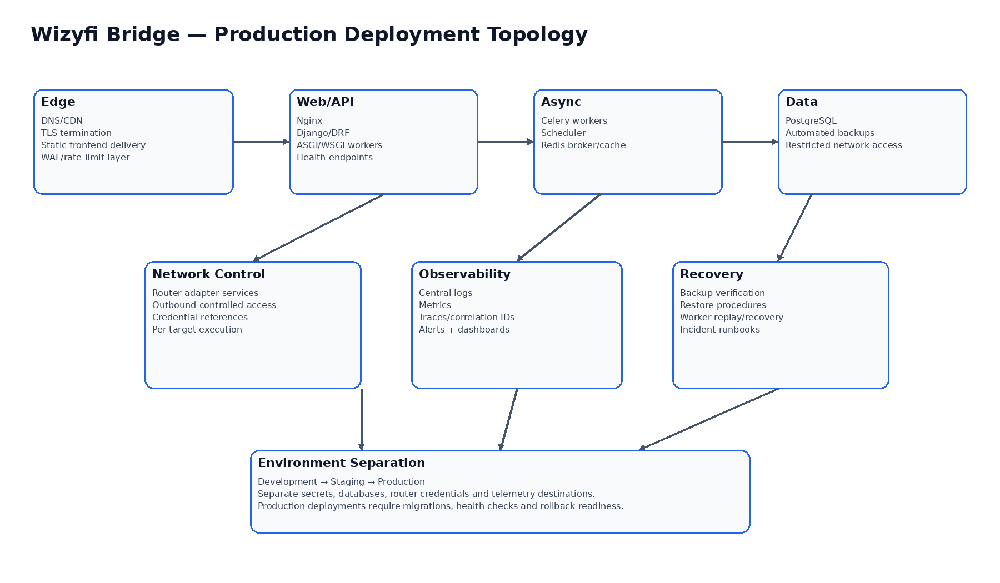 Wizyfi Bridge — Production Deployment Topology
Edge
DNS/CDN
TLS termination
Static frontend delivery
WAF/rate-limit layer
Web/API
Nginx
Django/DRF
ASGI/WSGI workers
Health endpoints
Async
Celery workers
Scheduler
Redis broker/cache
Data
PostgreSQL
Automated backups
Restricted network access
Network Control
Router adapter services
Outbound controlled access
Credential references
Per-target execution
Observability
Central logs
Metrics
Traces/correlation IDs
Alerts + dashboards
Recovery
Backup verification
Restore procedures
Worker replay/recovery
Incident runbooks
Environment Separation
Development → Staging → Production
Separate secrets, databases, router credentials and telemetry destinations.
Production deployments require migrations, health checks and rollback readiness.